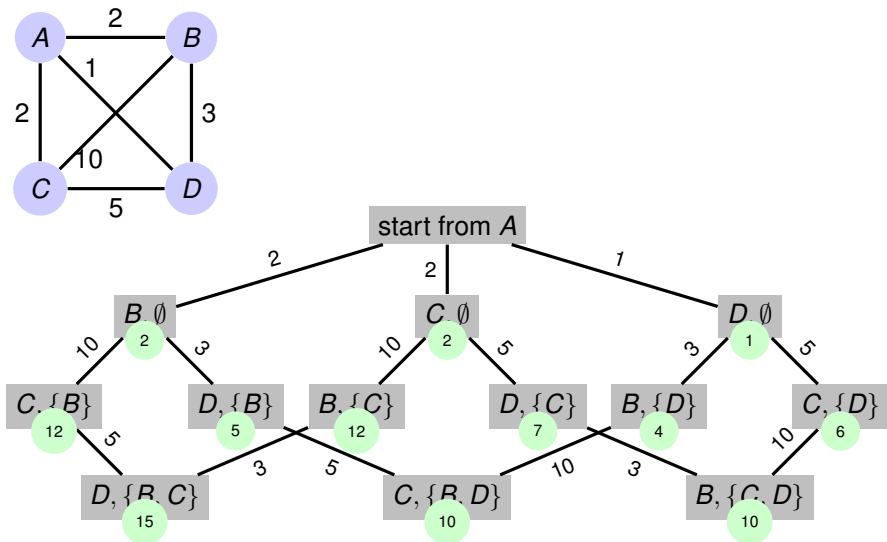 A 2 B
1
2 3
10
C 5 D
start from A
2 2 1
B, ∅ C, ∅ D, ∅
2 2 1
10 3 10 5 3 5
C, {B} D, {B} B, {C} D, {C} B, {D} C, {D}
12 5 12 7 4 6
5 3 5 10 3 10
D, {B, C} C, {B, D} B, {C, D}
15 10 10